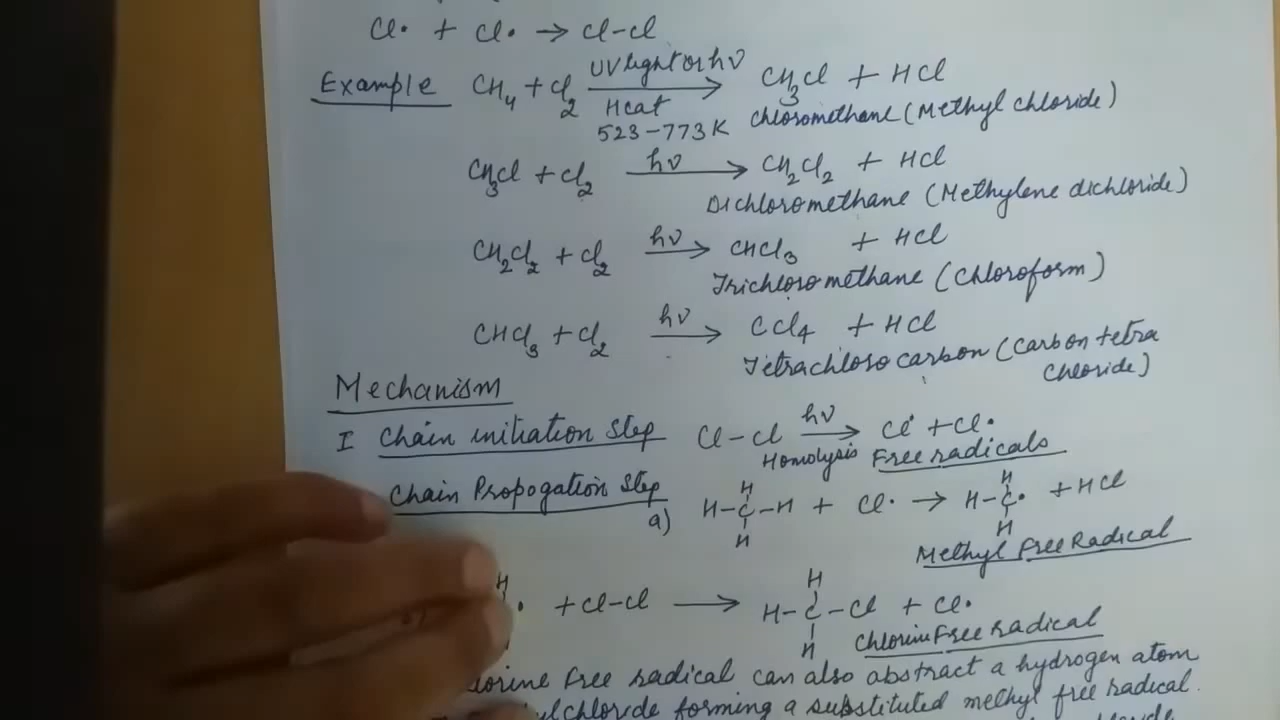 Cl• + Cl• → Cl-Cl
Example CH4 + Cl2 UV light or hν → CH3Cl + HCl
Heat
523-773K Chloromethane (Methyl chloride)
CH3Cl + Cl2 hν → CH2Cl2 + HCl
Dichloromethane (Methylene dichloride)
CH2Cl2 + Cl2 hν → CHCl3 + HCl
Trichloromethane (Chloroform)
CHCl3 + Cl2 hν → CCl4 + HCl
Tetrachloro carbon (Carbon tetra
Chloride)
Mechanism
I Chain initiation Step Cl-Cl hν → Cl• + Cl•
Homolysis Free radicals
Chain Propogation Step
a) H-C-H + Cl• → H-C• + HCl
H H H H
Methyl Free Radical
H • + Cl-Cl → H-C-Cl + Cl•
H H
Chlorine Free radical
Free radical can also abstract a hydrogen atom
forming a substituted methyl free radical.